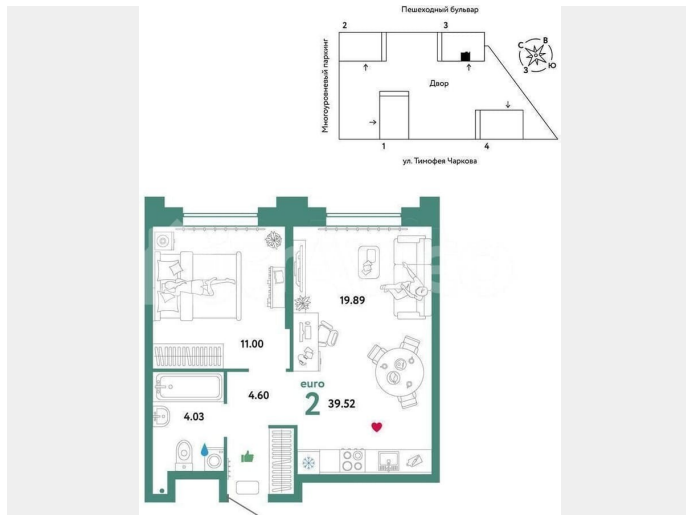 Пешеходный бульвар
2 3
Многоуровневый паркинг
С В
З Ю
Двор
1 4
ул. Тимофея Чаркова
19.89
11.00
euro
2 39.52
4.60
4.03